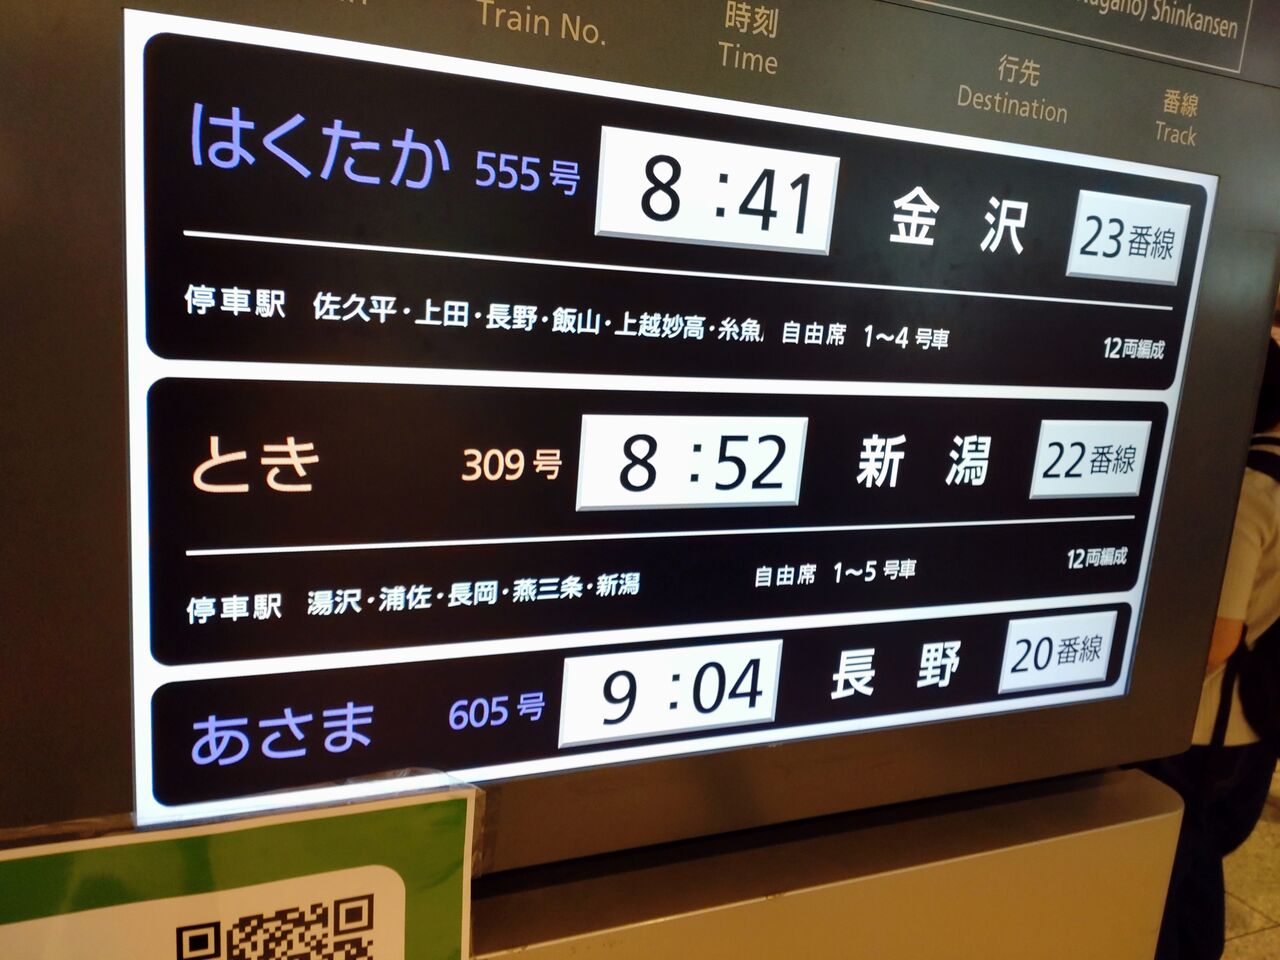 Train No.
時刻
Time
行先
Destination
番線
Track
Shinkansen
はくたか 555号 8:41 金沢 23番線
停車駅 佐久平・上田・長野・飯山・上越妙高・糸魚 自由席 1～4号車 12両編成
とき 309号 8:52 新潟 22番線
停車駅 湯沢・浦佐・長岡・燕三条・新潟 自由席 1～5号車 12両編成
あさま 605号 9:04 長野 20番線